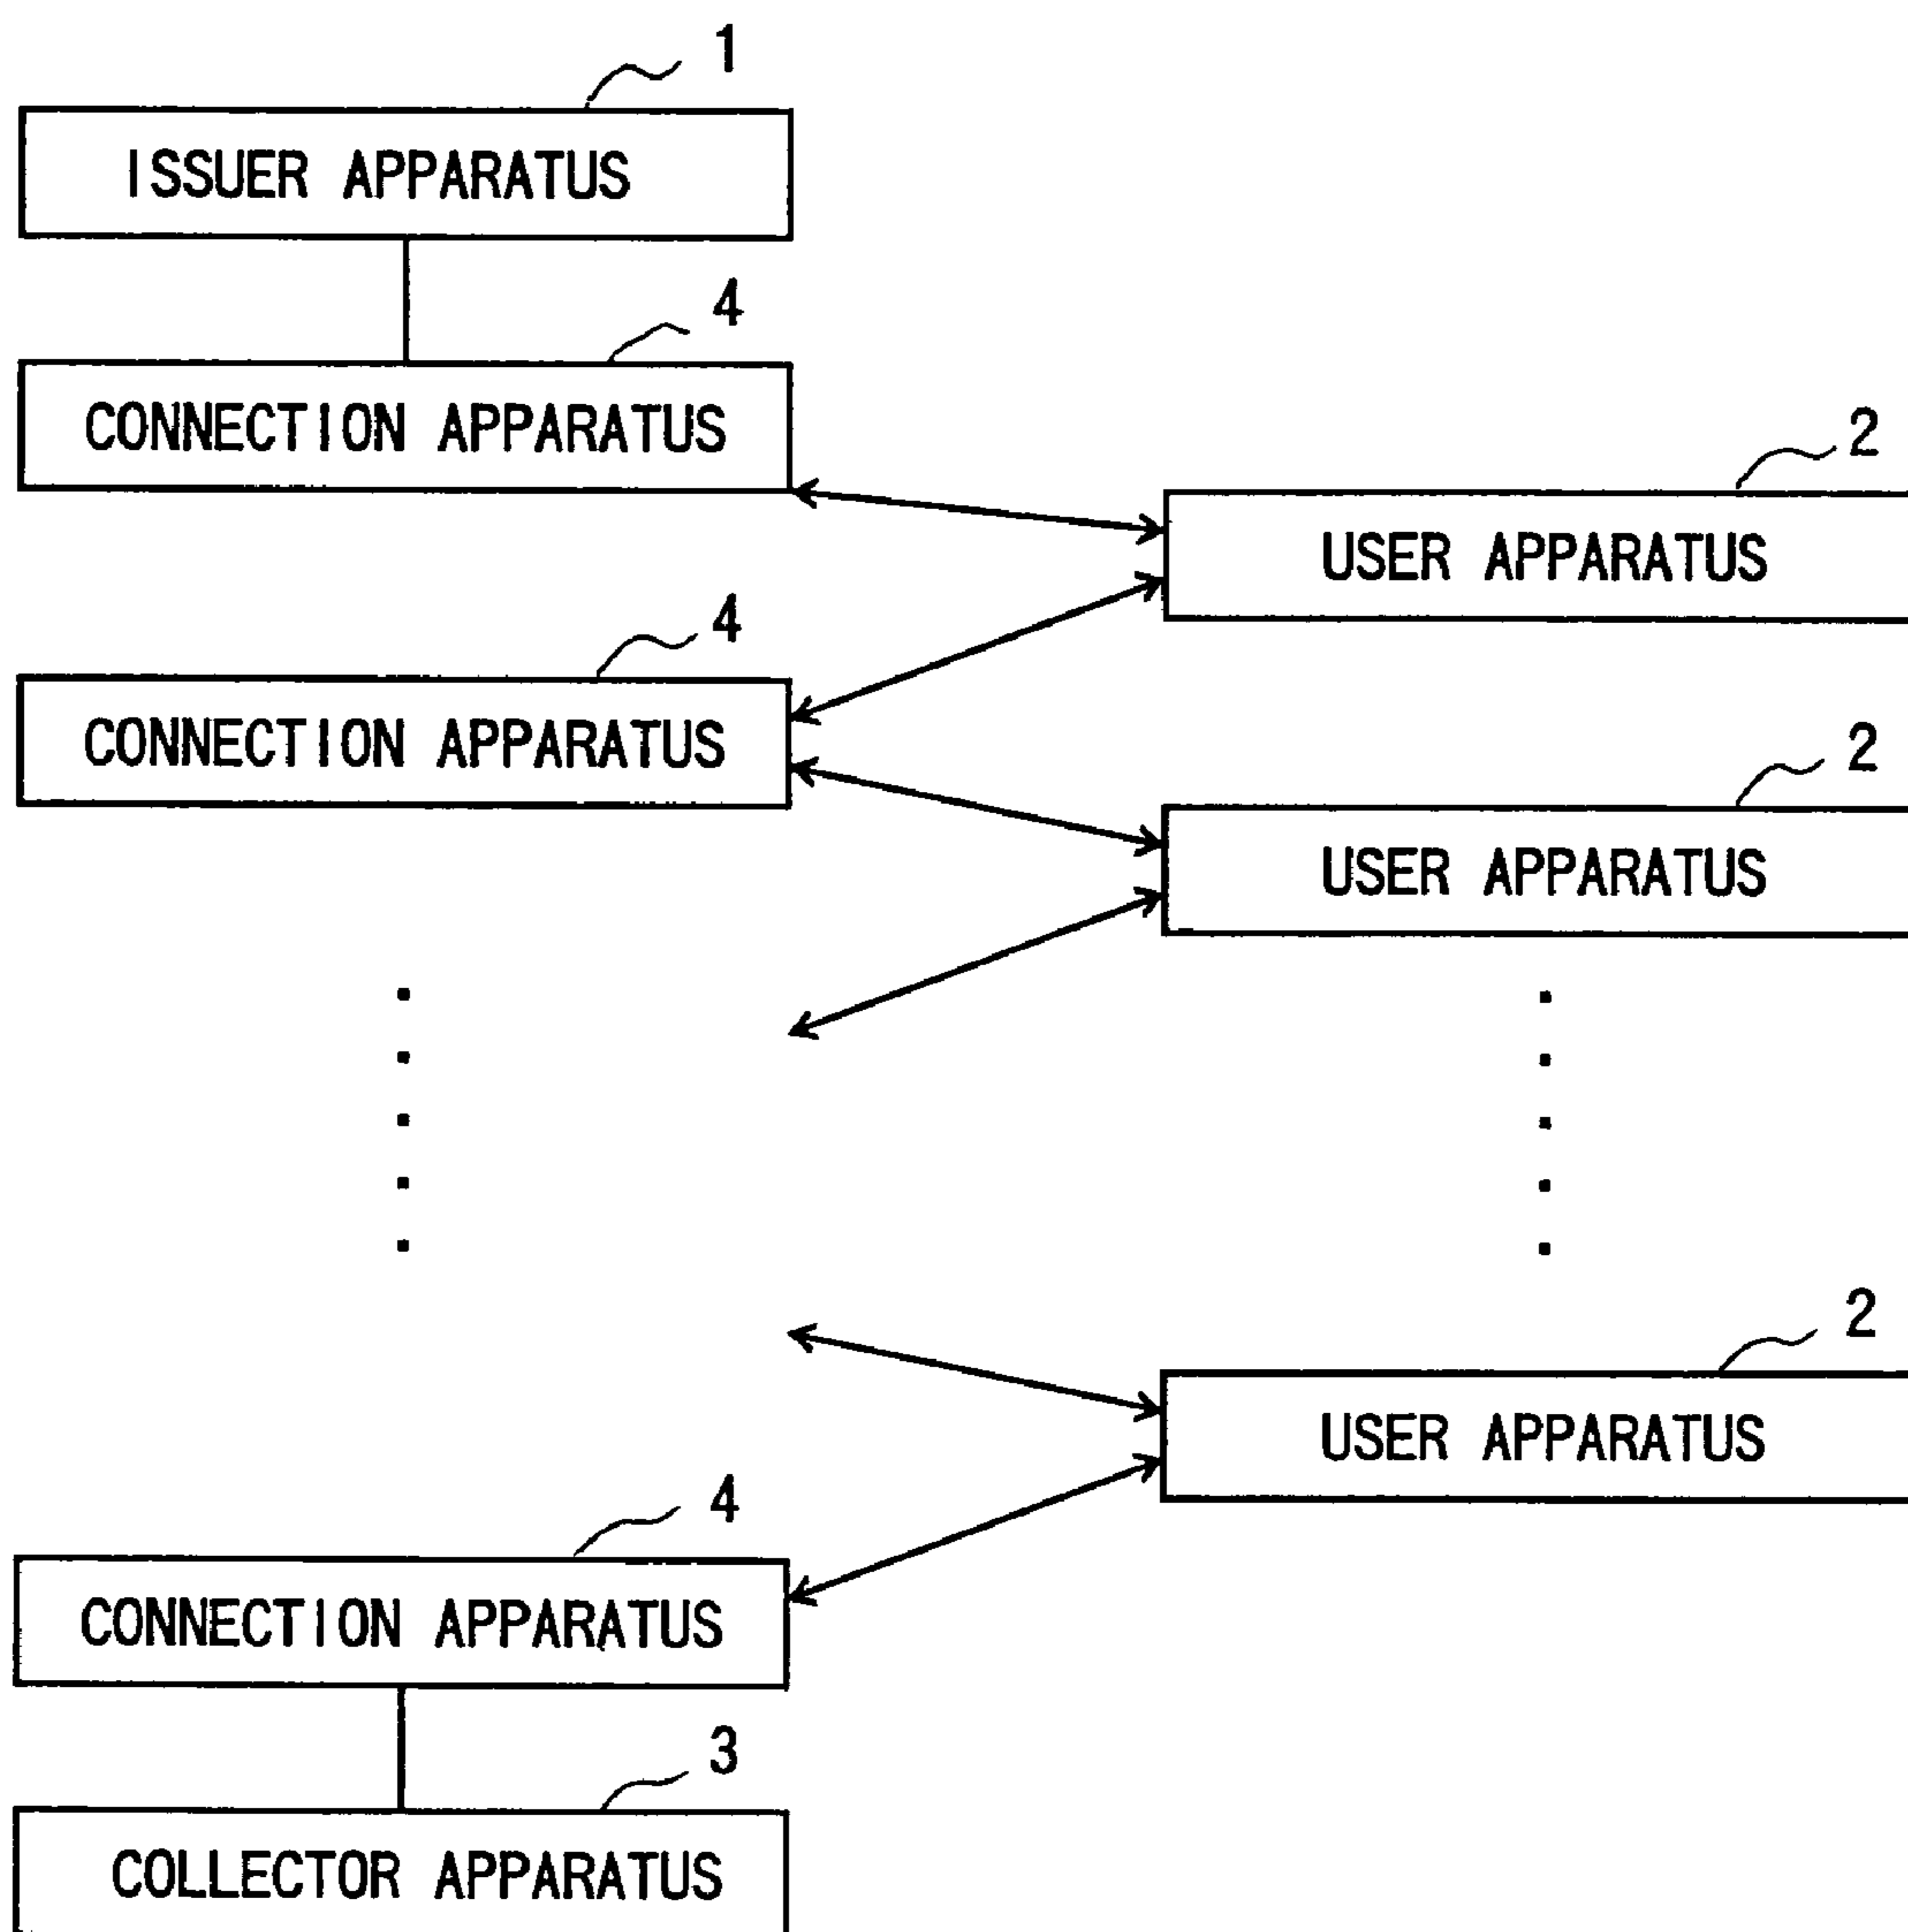 1
ISSUER APPARATUS
4
CONNECTION APPARATUS
2
USER APPARATUS
4
CONNECTION APPARATUS
2
USER APPARATUS
2
USER APPARATUS
4
CONNECTION APPARATUS
3
COLLECTOR APPARATUS